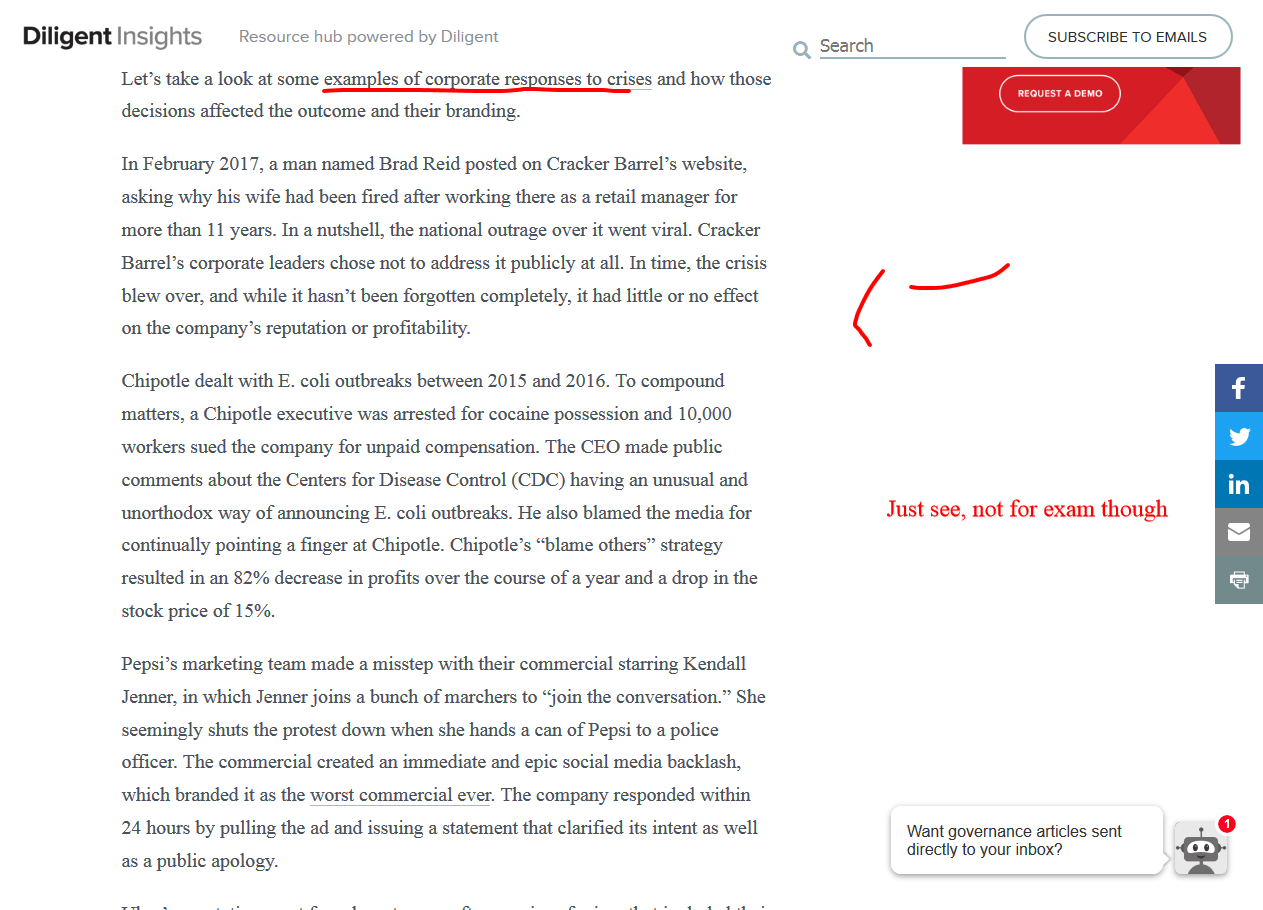 Diligent Insights
Resource hub powered by Diligent
Search
SUBSCRIBE TO EMAILS
REQUEST A DEMO
Let’s take a look at some examples of corporate responses to crises and how those
decisions affected the outcome and their branding.
In February 2017, a man named Brad Reid posted on Cracker Barrel’s website,
asking why his wife had been fired after working there as a retail manager for
more than 11 years. In a nutshell, the national outrage over it went viral. Cracker
Barrel’s corporate leaders chose not to address it publicly at all. In time, the crisis
blew over, and while it hasn’t been forgotten completely, it had little or no effect
on the company’s reputation or profitability.
Chipotle dealt with E. coli outbreaks between 2015 and 2016. To compound
matters, a Chipotle executive was arrested for cocaine possession and 10,000
workers sued the company for unpaid compensation. The CEO made public
comments about the Centers for Disease Control (CDC) having an unusual and
unorthodox way of announcing E. coli outbreaks. He also blamed the media for
continually pointing a finger at Chipotle. Chipotle’s “blame others” strategy
resulted in an 82% decrease in profits over the course of a year and a drop in the
stock price of 15%.
Just see, not for exam though
Pepsi’s marketing team made a misstep with their commercial starring Kendall
Jenner, in which Jenner joins a bunch of marchers to “join the conversation.” She
seemingly shuts the protest down when she hands a can of Pepsi to a police
officer. The commercial created an immediate and epic social media backlash,
which branded it as the worst commercial ever. The company responded within
24 hours by pulling the ad and issuing a statement that clarified its intent as well
as a public apology.
Want governance articles sent
directly to your inbox?
1